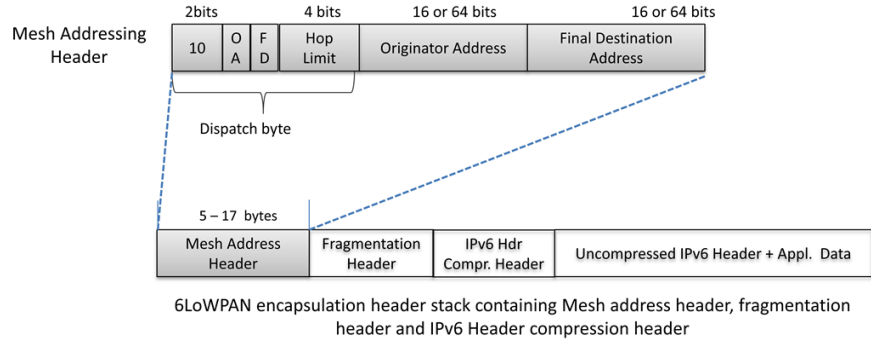 2bits 4 bits 16 or 64 bits 16 or 64 bits
Mesh Addressing
Header
10
O
A
F
D
Hop
Limit
Originator Address
Final Destination
Address
Dispatch byte
5 – 17 bytes
Mesh Address
Header
Fragmentation
Header
IPv6 Hdr
Compr. Header
Uncompressed IPv6 Header + Appl. Data
6LoWPAN encapsulation header stack containing Mesh address header, fragmentation
header and IPv6 Header compression header